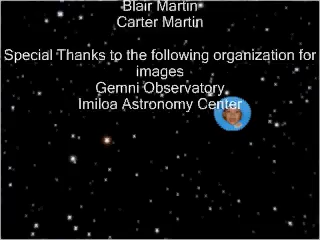 Blair Martin
Carter Martin
Special Thanks to the following organization for
images
Gemni Observatory
Imiloa Astronomy Center